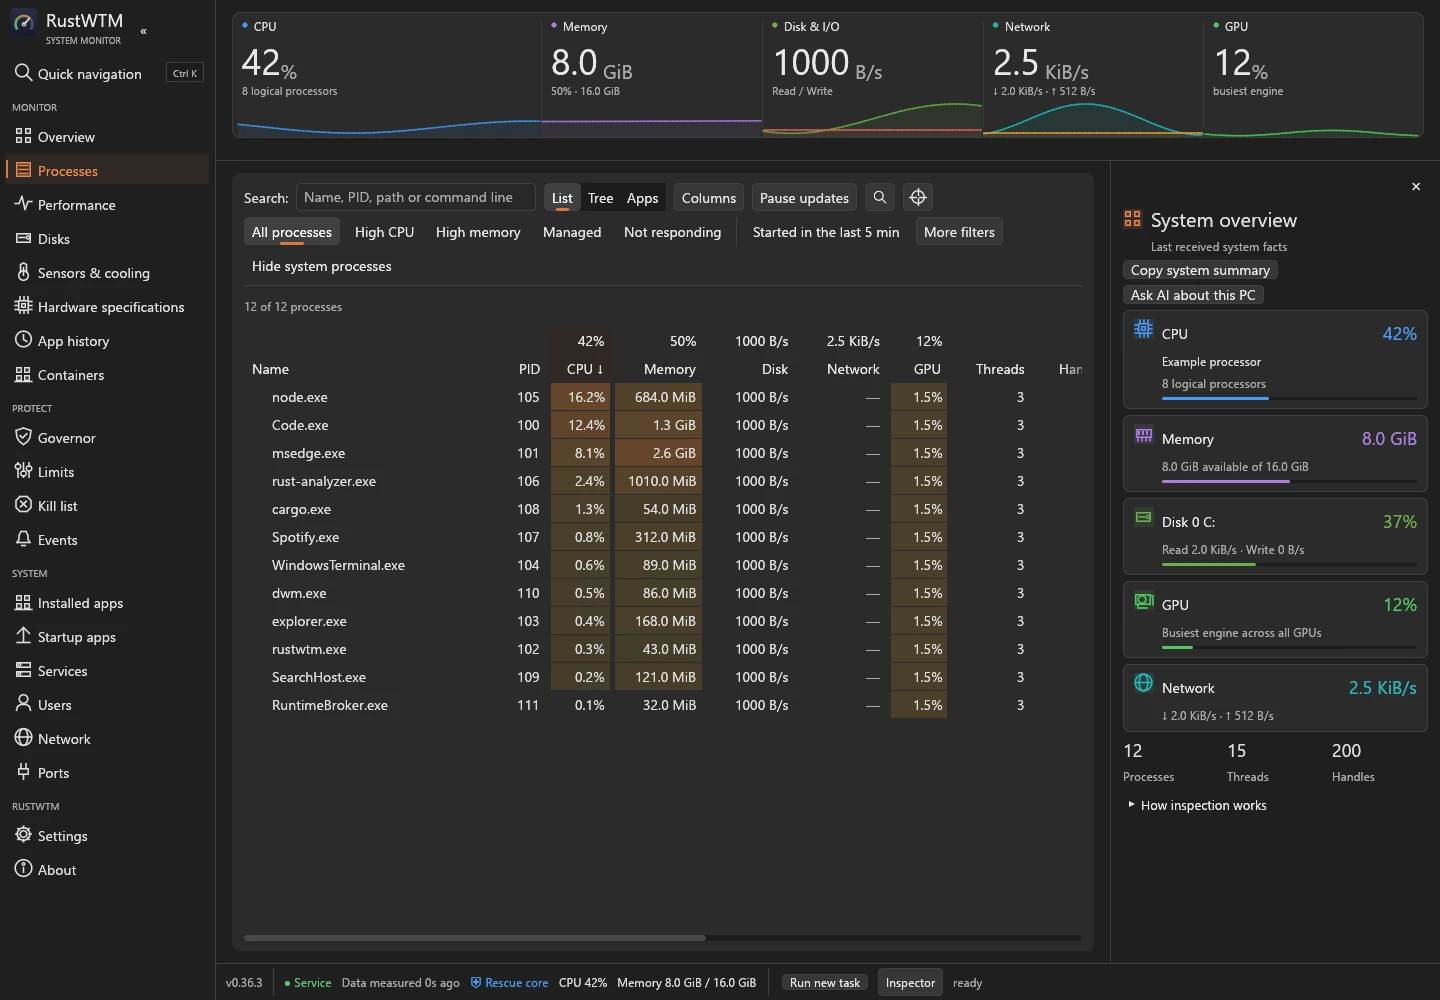 RustWTM
SYSTEM MONITOR
«
Quick navigation Ctrl K
MONITOR
Overview
Processes
Performance
Disks
Sensors & cooling
Hardware specifications
App history
Containers
PROTECT
Governor
Limits
Kill list
Events
SYSTEM
Installed apps
Startup apps
Services
Users
Network
Ports
RUSTWTM
Settings
About
CPU
42%
8 logical processors
Memory
8.0 GiB
50% · 16.0 GiB
Disk & I/O
1000 B/s
Read / Write
Network
2.5 KiB/s
↓ 2.0 KiB/s · ↑ 512 B/s
GPU
12%
busiest engine
Search: Name, PID, path or command line List Tree Apps Columns Pause updates
All processes High CPU High memory Managed Not responding Started in the last 5 min More filters
Hide system processes
12 of 12 processes
42% 50% 1000 B/s 2.5 KiB/s 12%
Name PID CPU ↓ Memory Disk Network GPU Threads Han
node.exe 105 16.2% 684.0 MiB 1000 B/s — 1.5% 3
Code.exe 100 12.4% 1.3 GiB 1000 B/s — 1.5% 3
msedge.exe 101 8.1% 2.6 GiB 1000 B/s — 1.5% 3
rust-analyzer.exe 106 2.4% 1010.0 MiB 1000 B/s — 1.5% 3
cargo.exe 108 1.3% 54.0 MiB 1000 B/s — 1.5% 3
Spotify.exe 107 0.8% 312.0 MiB 1000 B/s — 1.5% 3
WindowsTerminal.exe 104 0.6% 89.0 MiB 1000 B/s — 1.5% 3
dwm.exe 110 0.5% 86.0 MiB 1000 B/s — 1.5% 3
explorer.exe 103 0.4% 168.0 MiB 1000 B/s — 1.5% 3
rustwtm.exe 102 0.3% 43.0 MiB 1000 B/s — 1.5% 3
SearchHost.exe 109 0.2% 121.0 MiB 1000 B/s — 1.5% 3
RuntimeBroker.exe 111 0.1% 32.0 MiB 1000 B/s — 1.5% 3
System overview
Last received system facts
Copy system summary
Ask AI about this PC
CPU 42%
Example processor
8 logical processors
Memory 8.0 GiB
8.0 GiB available of 16.0 GiB
Disk 0 C: 37%
Read 2.0 KiB/s · Write 0 B/s
GPU 12%
Busiest engine across all GPUs
Network 2.5 KiB/s
↓ 2.0 KiB/s · ↑ 512 B/s
12 15 200
Processes Threads Handles
How inspection works
v0.36.3 Service Data measured 0s ago Rescue core CPU 42% Memory 8.0 GiB / 16.0 GiB Run new task Inspector ready